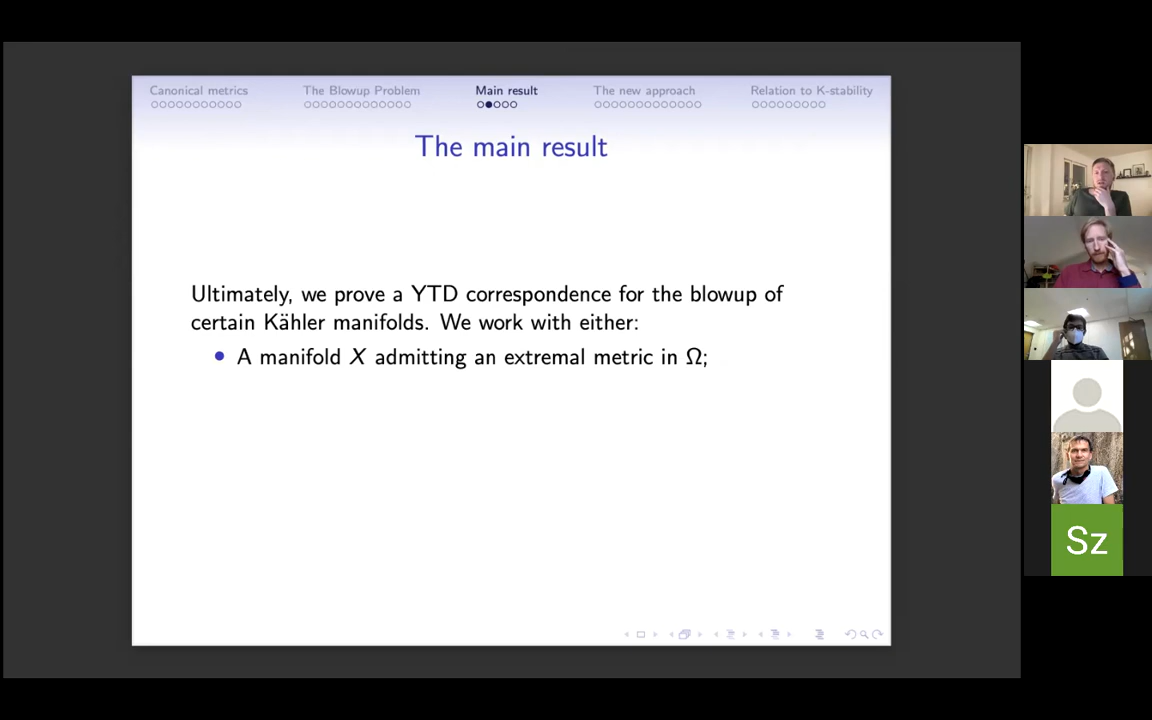 Canonical metrics
The Blowup Problem
Main result
The new approach
Relation to K-stability
The main result
Ultimately, we prove a YTD correspondence for the blowup of
certain Kähler manifolds. We work with either:
• A manifold X admitting an extremal metric in Ω;
Sz